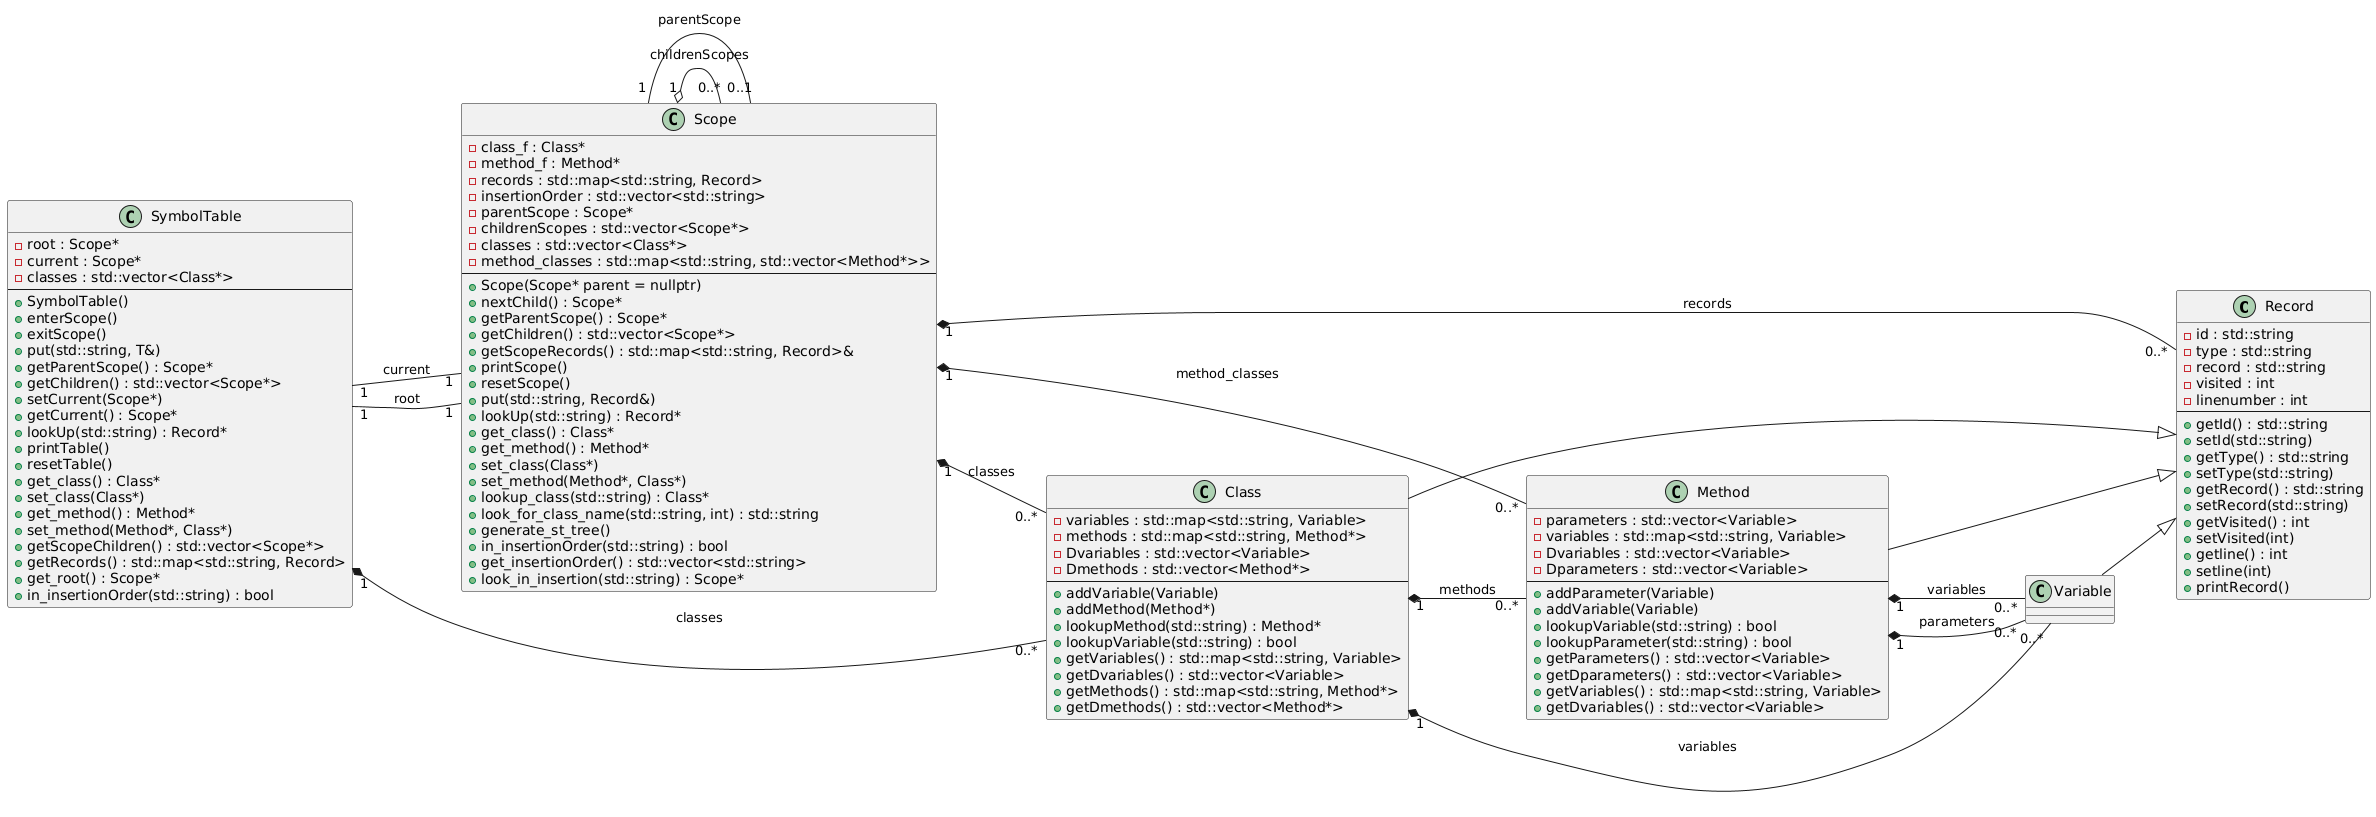 parentScope
childrenScopes
1
1
0..*
0..1
C Scope
class_f : Class*
method_f : Method*
records : std::map<std::string, Record>
insertionOrder : std::vector<std::string>
parentScope : Scope*
childrenScopes : std::vector<Scope*>
classes : std::vector<Class*>
method_classes : std::map<std::string, std::vector<Method*>>
Scope(Scope* parent = nullptr)
nextChild() : Scope*
getParentScope() : Scope*
getChildren() : std::vector<Scope*>
getScopeRecords() : std::map<std::string, Record>&
printScope()
resetScope()
put(std::string, Record&)
lookUp(std::string) : Record*
get_class() : Class*
get_method() : Method*
set_class(Class*)
set_method(Method*, Class*)
lookup_class(std::string) : Class*
look_for_class_name(std::string, int) : std::string
generate_st_tree()
in_insertionOrder(std::string) : bool
get_insertionOrder() : std::vector<std::string>
look_in_insertion(std::string) : Scope*
C SymbolTable
root : Scope*
current : Scope*
classes : std::vector<Class*>
SymbolTable()
enterScope()
exitScope()
put(std::string, T&)
getParentScope() : Scope*
getChildren() : std::vector<Scope*>
setCurrent(Scope*)
getCurrent() : Scope*
lookUp(std::string) : Record*
printTable()
resetTable()
get_class() : Class*
set_class(Class*)
get_method() : Method*
set_method(Method*, Class*)
getScopeChildren() : std::vector<Scope*>
getRecords() : std::map<std::string, Record>
get_root() : Scope*
in_insertionOrder(std::string) : bool
current
1
1
root
1
1
1
classes
0..*
records
1
0..*
method_classes
1
0..*
classes
1
0..*
C Class
variables : std::map<std::string, Variable>
methods : std::map<std::string, Method*>
Dvariables : std::vector<Variable>
Dmethods : std::vector<Method*>
addVariable(Variable)
addMethod(Method*)
lookupMethod(std::string) : Method*
lookupVariable(std::string) : bool
getVariables() : std::map<std::string, Variable>
getDvariables() : std::vector<Variable>
getMethods() : std::map<std::string, Method*>
getDmethods() : std::vector<Method*>
methods
1
0..*
1
variables
0..*
C Method
parameters : std::vector<Variable>
variables : std::map<std::string, Variable>
Dvariables : std::vector<Variable>
Dparameters : std::vector<Variable>
addParameter(Variable)
addVariable(Variable)
lookupVariable(std::string) : bool
lookupParameter(std::string) : bool
getParameters() : std::vector<Variable>
getDparameters() : std::vector<Variable>
getVariables() : std::map<std::string, Variable>
getDvariables() : std::vector<Variable>
variables
1
0..*
parameters
1
0..*
C Variable
C Record
id : std::string
type : std::string
record : std::string
visited : int
linenumber : int
getId() : std::string
setId(std::string)
getType() : std::string
setType(std::string)
getRecord() : std::string
setRecord(std::string)
getVisited() : int
setVisited(int)
getline() : int
setline(int)
printRecord()